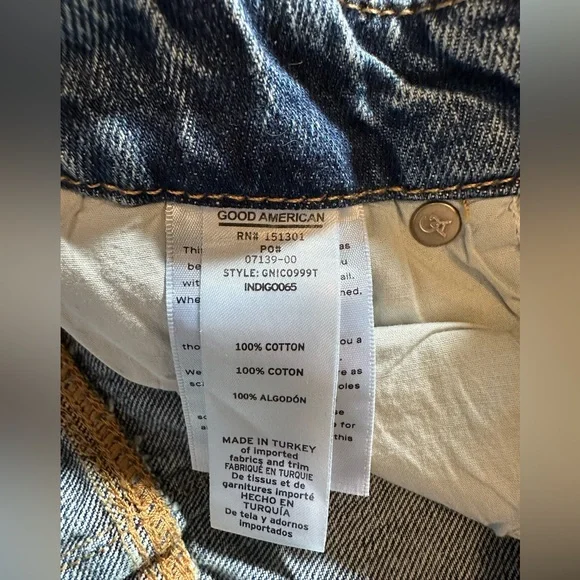 GOOD AMERICAN
RN# 151301
PO#
07139-00
STYLE: GNIC0999T
INDIGO065
100% COTTON
100% COTON
100% ALGODÓN
MADE IN TURKEY
of imported
fabrics and trim
FABRIQUÉ EN TURQUIE
De tissus et de
garnitures importé
HECHO EN
TURQUÍA
De tela y adornos
Importados